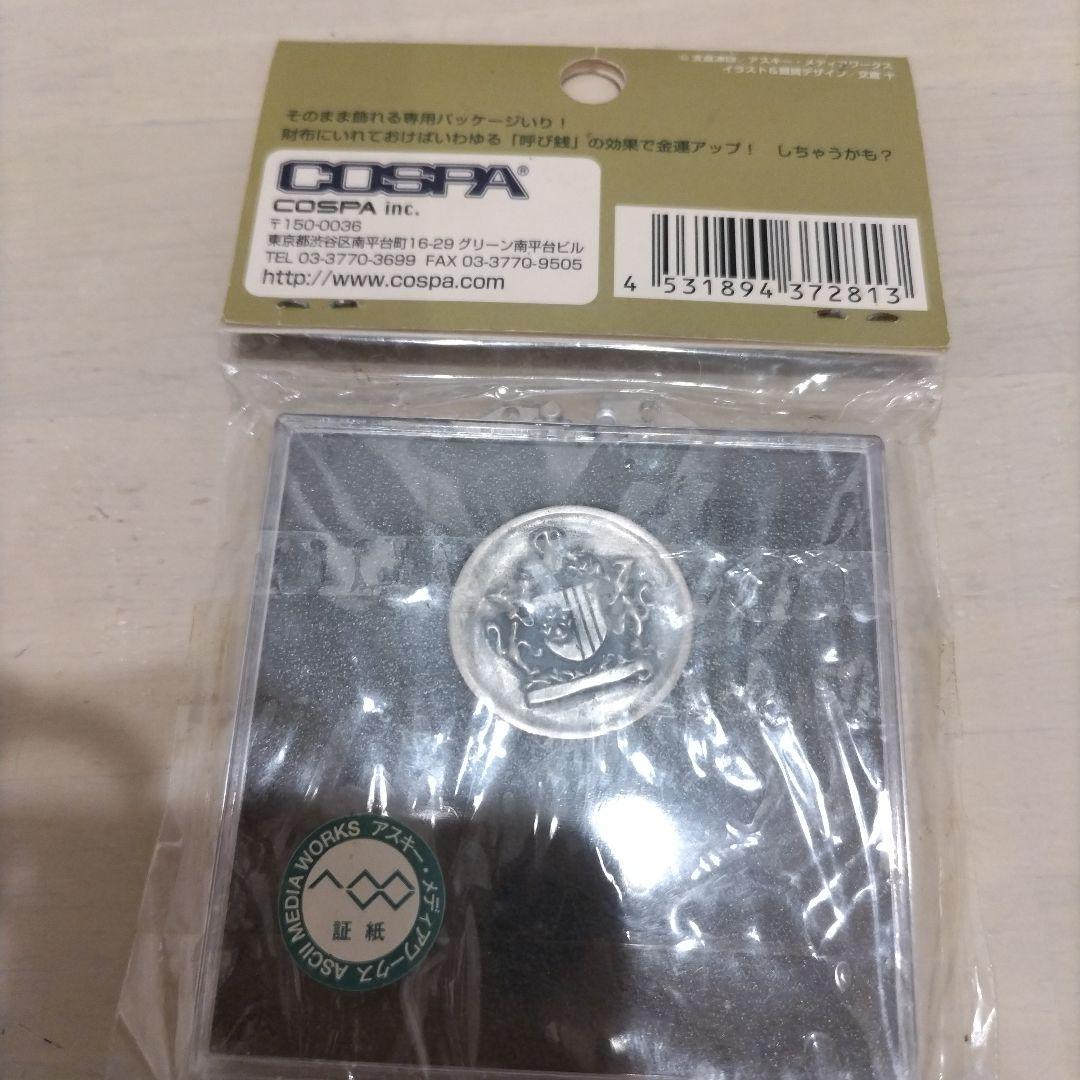 © 支倉凍砂/アスキー・メディアワークス
イラスト&銀貨デザイン/文倉 十
そのまま飾れる専用パッケージいり!
財布にいれておけばいわゆる「呼び銭」の効果で金運アップ! しちゃうかも?
COSPA®
COSPA inc.
〒150-0036
東京都渋谷区南平台町16-29 グリーン南平台ビル
TEL 03-3770-3699 FAX 03-3770-9505
http://www.cospa.com
4 531894 372813
ASCII MEDIA WORKS アスキー・メディアワークス
証紙